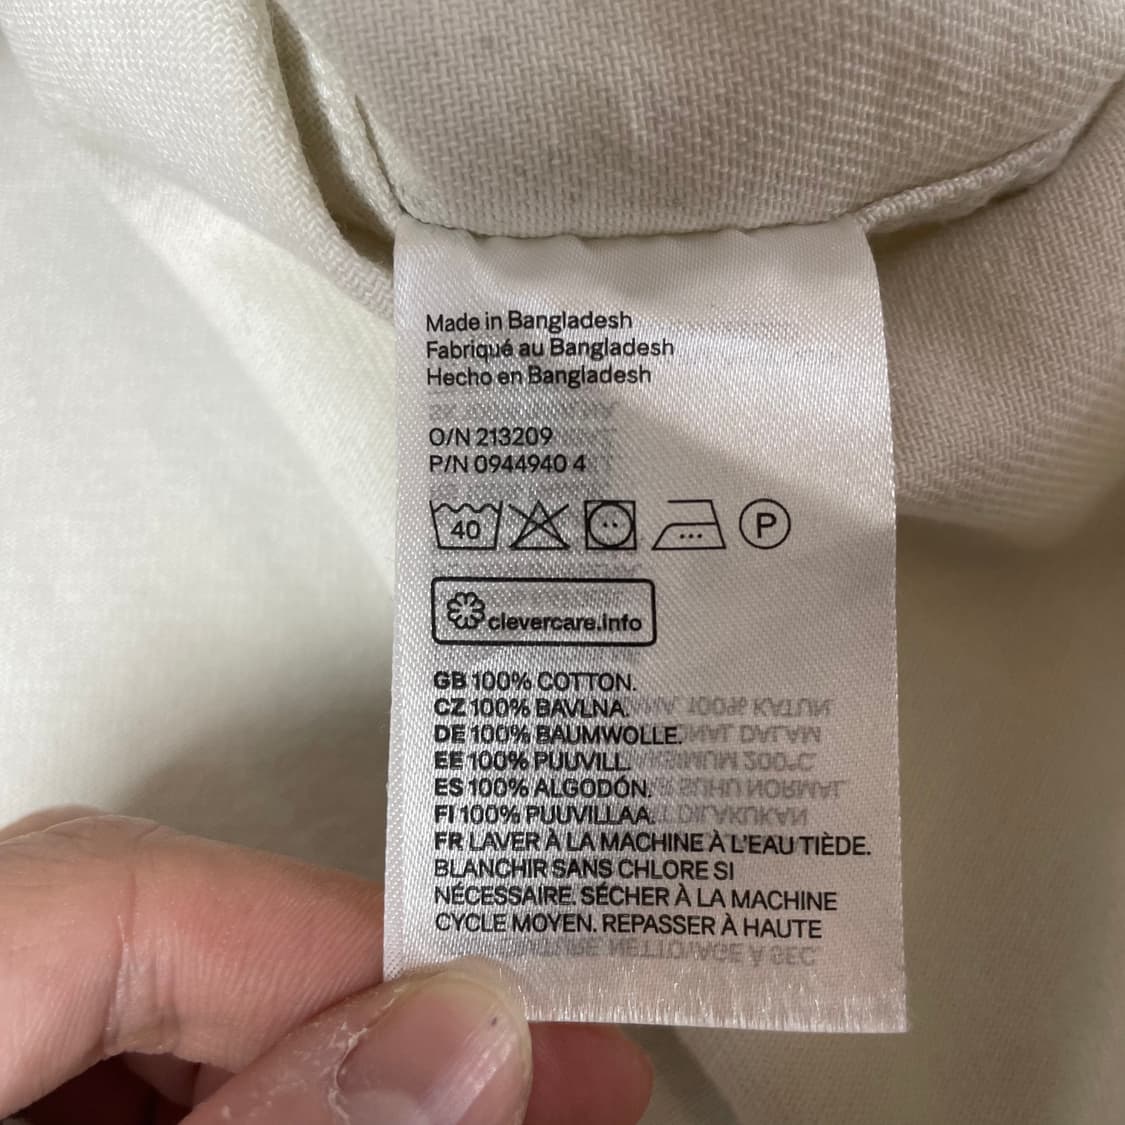 Made in Bangladesh
Fabriqué au Bangladesh
Hecho en Bangladesh
O/N 213209
P/N 0944940 4
40
P
clevercare.info
GB 100% COTTON.
CZ 100% BAVLNA.
DE 100% BAUMWOLLE.
EE 100% PUUVILL.
ES 100% ALGODÓN.
FI 100% PUUVILLAA.
FR LAVER À LA MACHINE À L'EAU TIÈDE.
BLANCHIR SANS CHLORE SI
NÉCESSAIRE. SÉCHER À LA MACHINE
CYCLE MOYEN. REPASSER À HAUTE